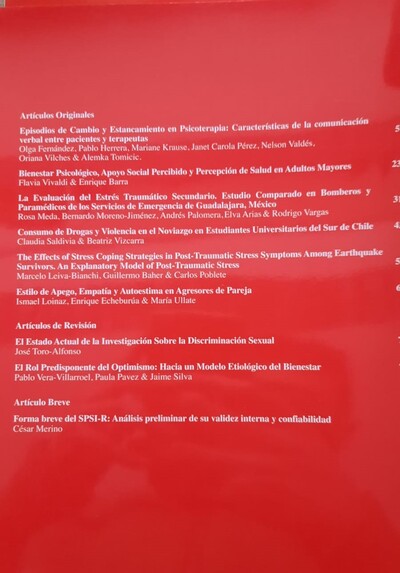 Artículos Originales
Episodios de Cambio y Estancamiento en Psicoterapia: Características de la comunicación
verbal entre pacientes y terapeutas
Olga Fernández, Pablo Herrera, Mariane Krause, Janet Carola Pérez, Nelson Valdés,
Oriana Vilches & Alemka Tomicic.
Bienestar Psicológico, Apoyo Social Percibido y Percepción de Salud en Adultos Mayores
Flavia Vivaldi & Enrique Barra
La Evaluación del Estrés Traumático Secundario. Estudio Comparado en Bomberos y
Paramédicos de los Servicios de Emergencia de Guadalajara, México
Rosa Meda, Bernardo Moreno-Jiménez, Andrés Palomera, Elva Arias & Rodrigo Vargas
Consumo de Drogas y Violencia en el Noviazgo en Estudiantes Universitarios del Sur de Chile
Claudia Saldivia & Beatriz Vizcarra
The Effects of Stress Coping Strategies in Post-Traumatic Stress Symptoms Among Earthquake
Survivors. An Explanatory Model of Post-Traumatic Stress
Marcelo Leiva-Bianchi, Guillermo Baher & Carlos Poblete
Estilo de Apego, Empatía y Autoestima en Agresores de Pareja
Ismael Loinaz, Enrique Echeburúa & María Ullate
Artículos de Revisión
El Estado Actual de la Investigación Sobre la Discriminación Sexual
José Toro-Alfonso
El Rol Predisponente del Optimismo: Hacia un Modelo Etiológico del Bienestar
Pablo Vera-Villarroel, Paula Pavez & Jaime Silva
Artículo Breve
Forma breve del SPSI-R: Análisis preliminar de su validez interna y confiabilidad
César Merino